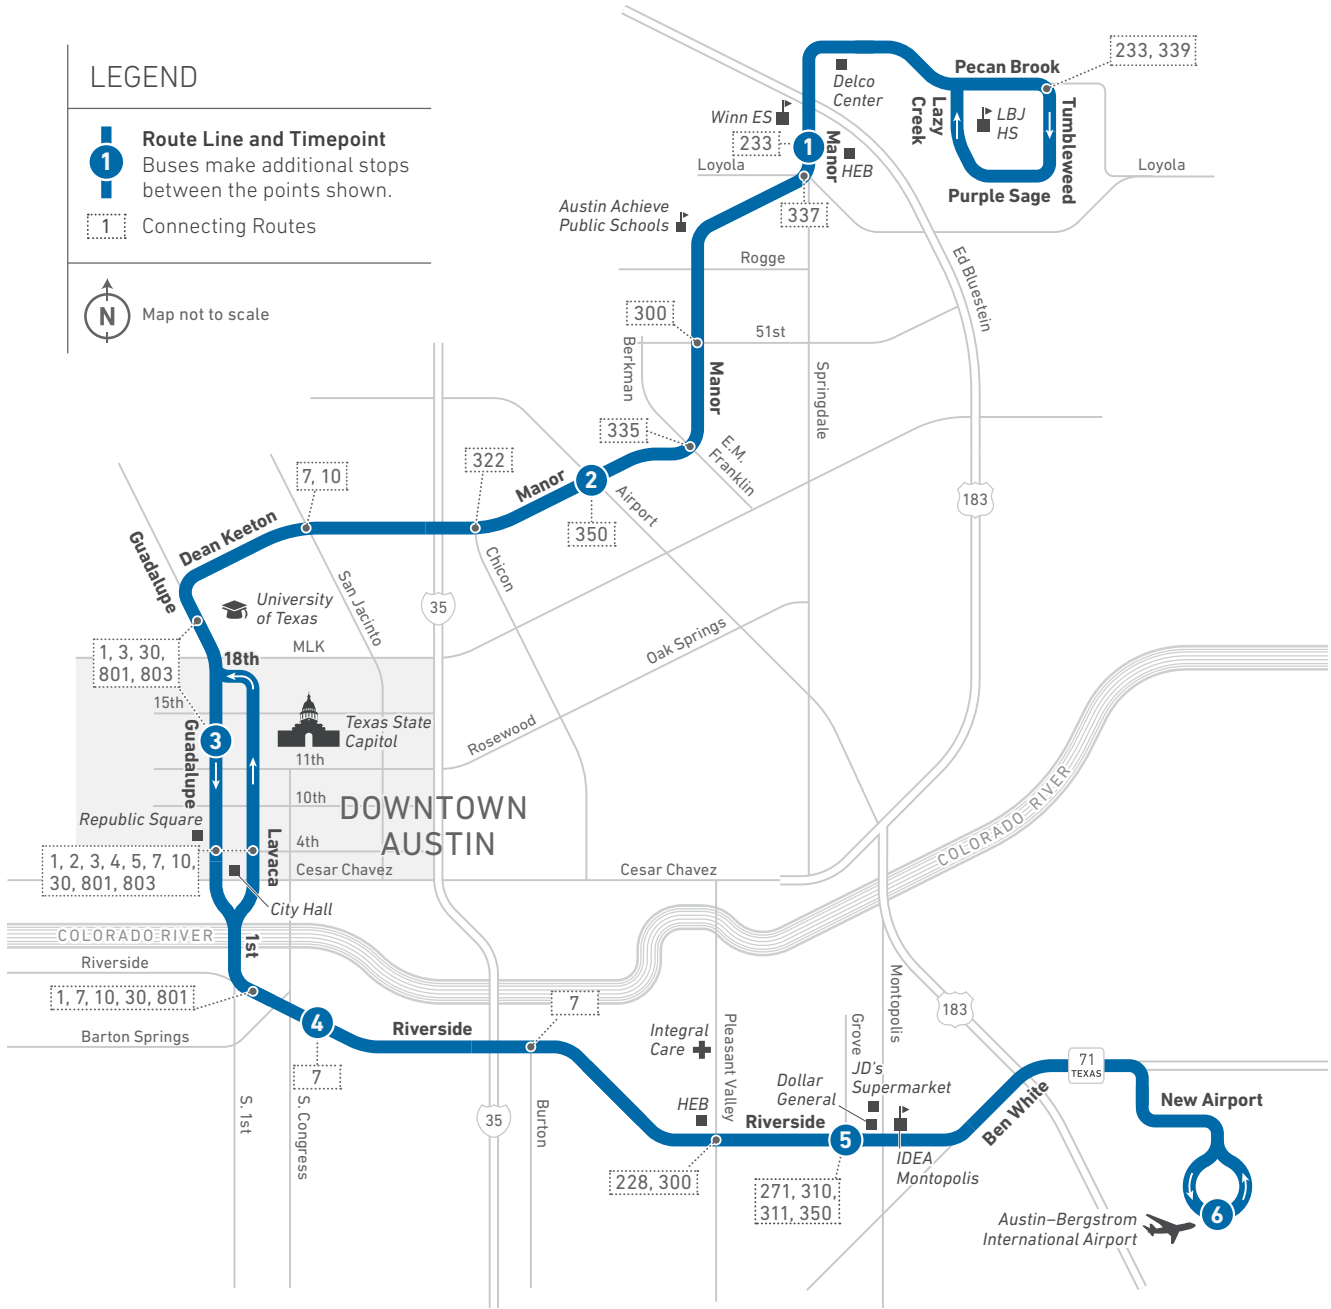 LEGEND
1
Route Line and Timepoint
Buses make additional stops
between the points shown.
1
Connecting Routes
N
Map not to scale
233, 339
Pecan Brook
Delco
Center
Lazy
Creek
LBJ
HS
Tumbleweed
Winn ES
233
1
Manor
HEB
Loyola
Loyola
Purple Sage
337
Austin Achieve
Public Schools
Rogge
Ed Bluestein
300
51st
Berkman
Manor
Springdale
335
E.M.
Franklin
322
7, 10
Manor
2
Airport
183
350
Dean Keeton
Guadalupe
Chicon
San Jacinto
35
University
of Texas
1, 3, 30,
801, 803
MLK
18th
Oak Springs
15th
Guadalupe
3
Texas State
Capitol
Rosewood
11th
10th
DOWNTOWN
AUSTIN
Republic Square
Lavaca
4th
1, 2, 3, 4, 5, 7, 10,
30, 801, 803
Cesar Chavez
Cesar Chavez
COLORADO RIVER
City Hall
COLORADO RIVER
1st
Riverside
1, 7, 10, 30, 801
Barton Springs
4
7
Riverside
7
Integral
Care
Pleasant Valley
Grove
Montopolis
183
JD's
Supermarket
Dollar
General
71
TEXAS
S. 1st
S. Congress
35
Burton
HEB
Riverside
5
Ben White
New Airport
IDEA
Montopolis
228, 300
271, 310,
311, 350
6
Austin–Bergstrom
International Airport